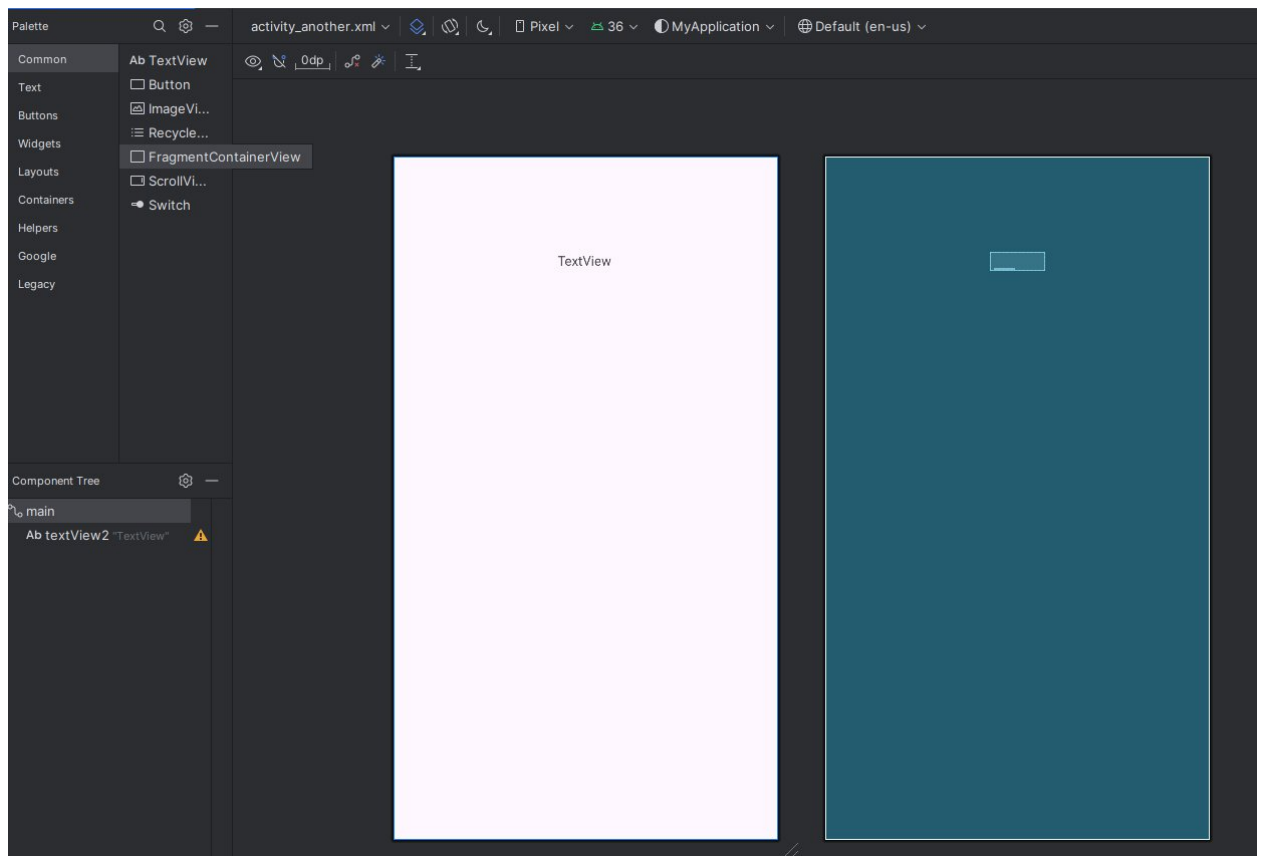 Palette
activity_another.xml
Pixel
36
MyApplication
Default (en-us)
Common
Text
Buttons
Widgets
Layouts
Containers
Helpers
Google
Legacy
Ab TextView
Button
ImageVi...
Recycle...
FragmentContainerView
ScrollVi...
Switch
0dp
TextView
Component Tree
main
Ab textView2 "TextView"